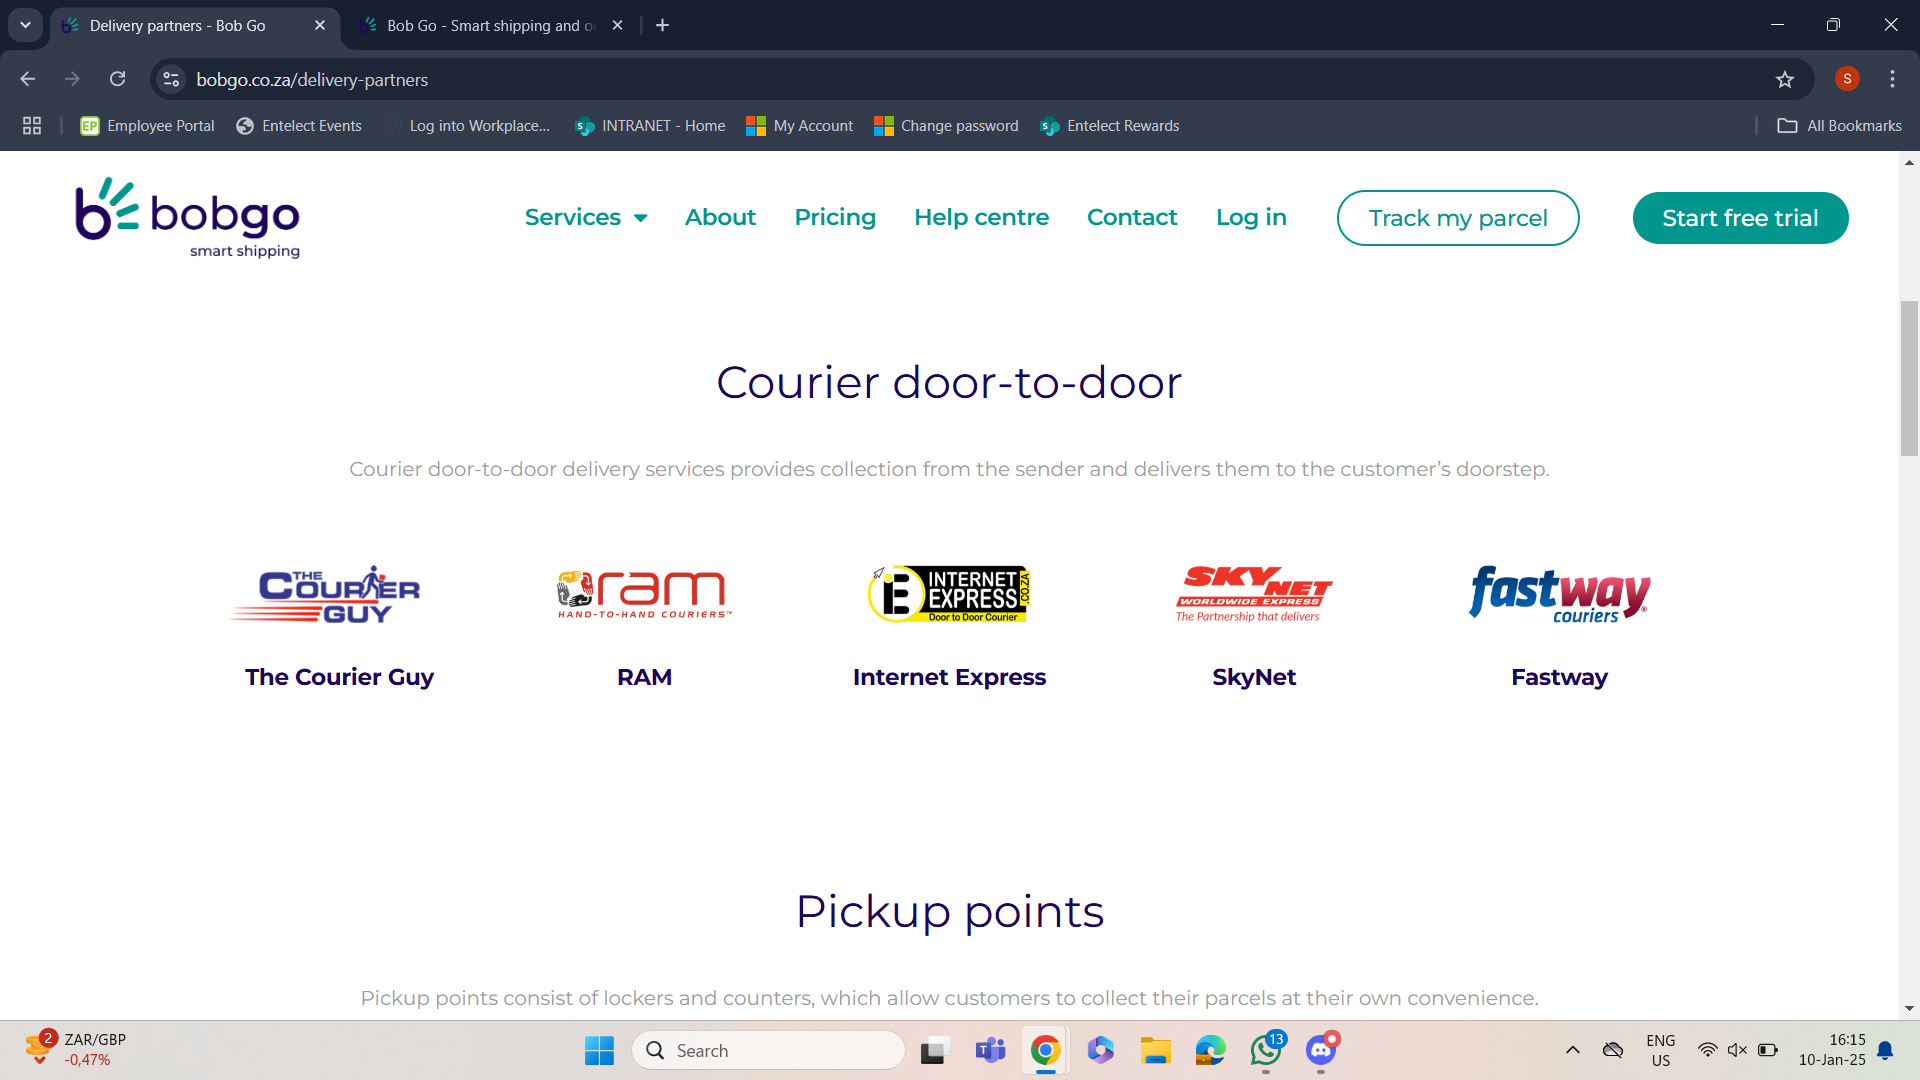 Delivery partners - Bob Go
Bob Go - Smart shipping and o
bobgo.co.za/delivery-partners
S
EP Employee Portal
Entelect Events
Log into Workplace...
S INTRANET - Home
My Account
Change password
S Entelect Rewards
All Bookmarks
bobgo
smart shipping
Services
About
Pricing
Help centre
Contact
Log in
Track my parcel
Start free trial
Courier door-to-door
Courier door-to-door delivery services provides collection from the sender and delivers them to the customer’s doorstep.
THE
COURIER
GUY
ram
HAND-TO-HAND COURIERS™
iE
INTERNET
EXPRESS
.CO.ZA
Door to Door Courier
SKYNET
WORLDWIDE EXPRESS
The Partnership that delivers
fastway®
couriers
The Courier Guy
RAM
Internet Express
SkyNet
Fastway
Pickup points
Pickup points consist of lockers and counters, which allow customers to collect their parcels at their own convenience.
2
ZAR/GBP
-0,47%
Search
13
ENG
US
16:15
10-Jan-25